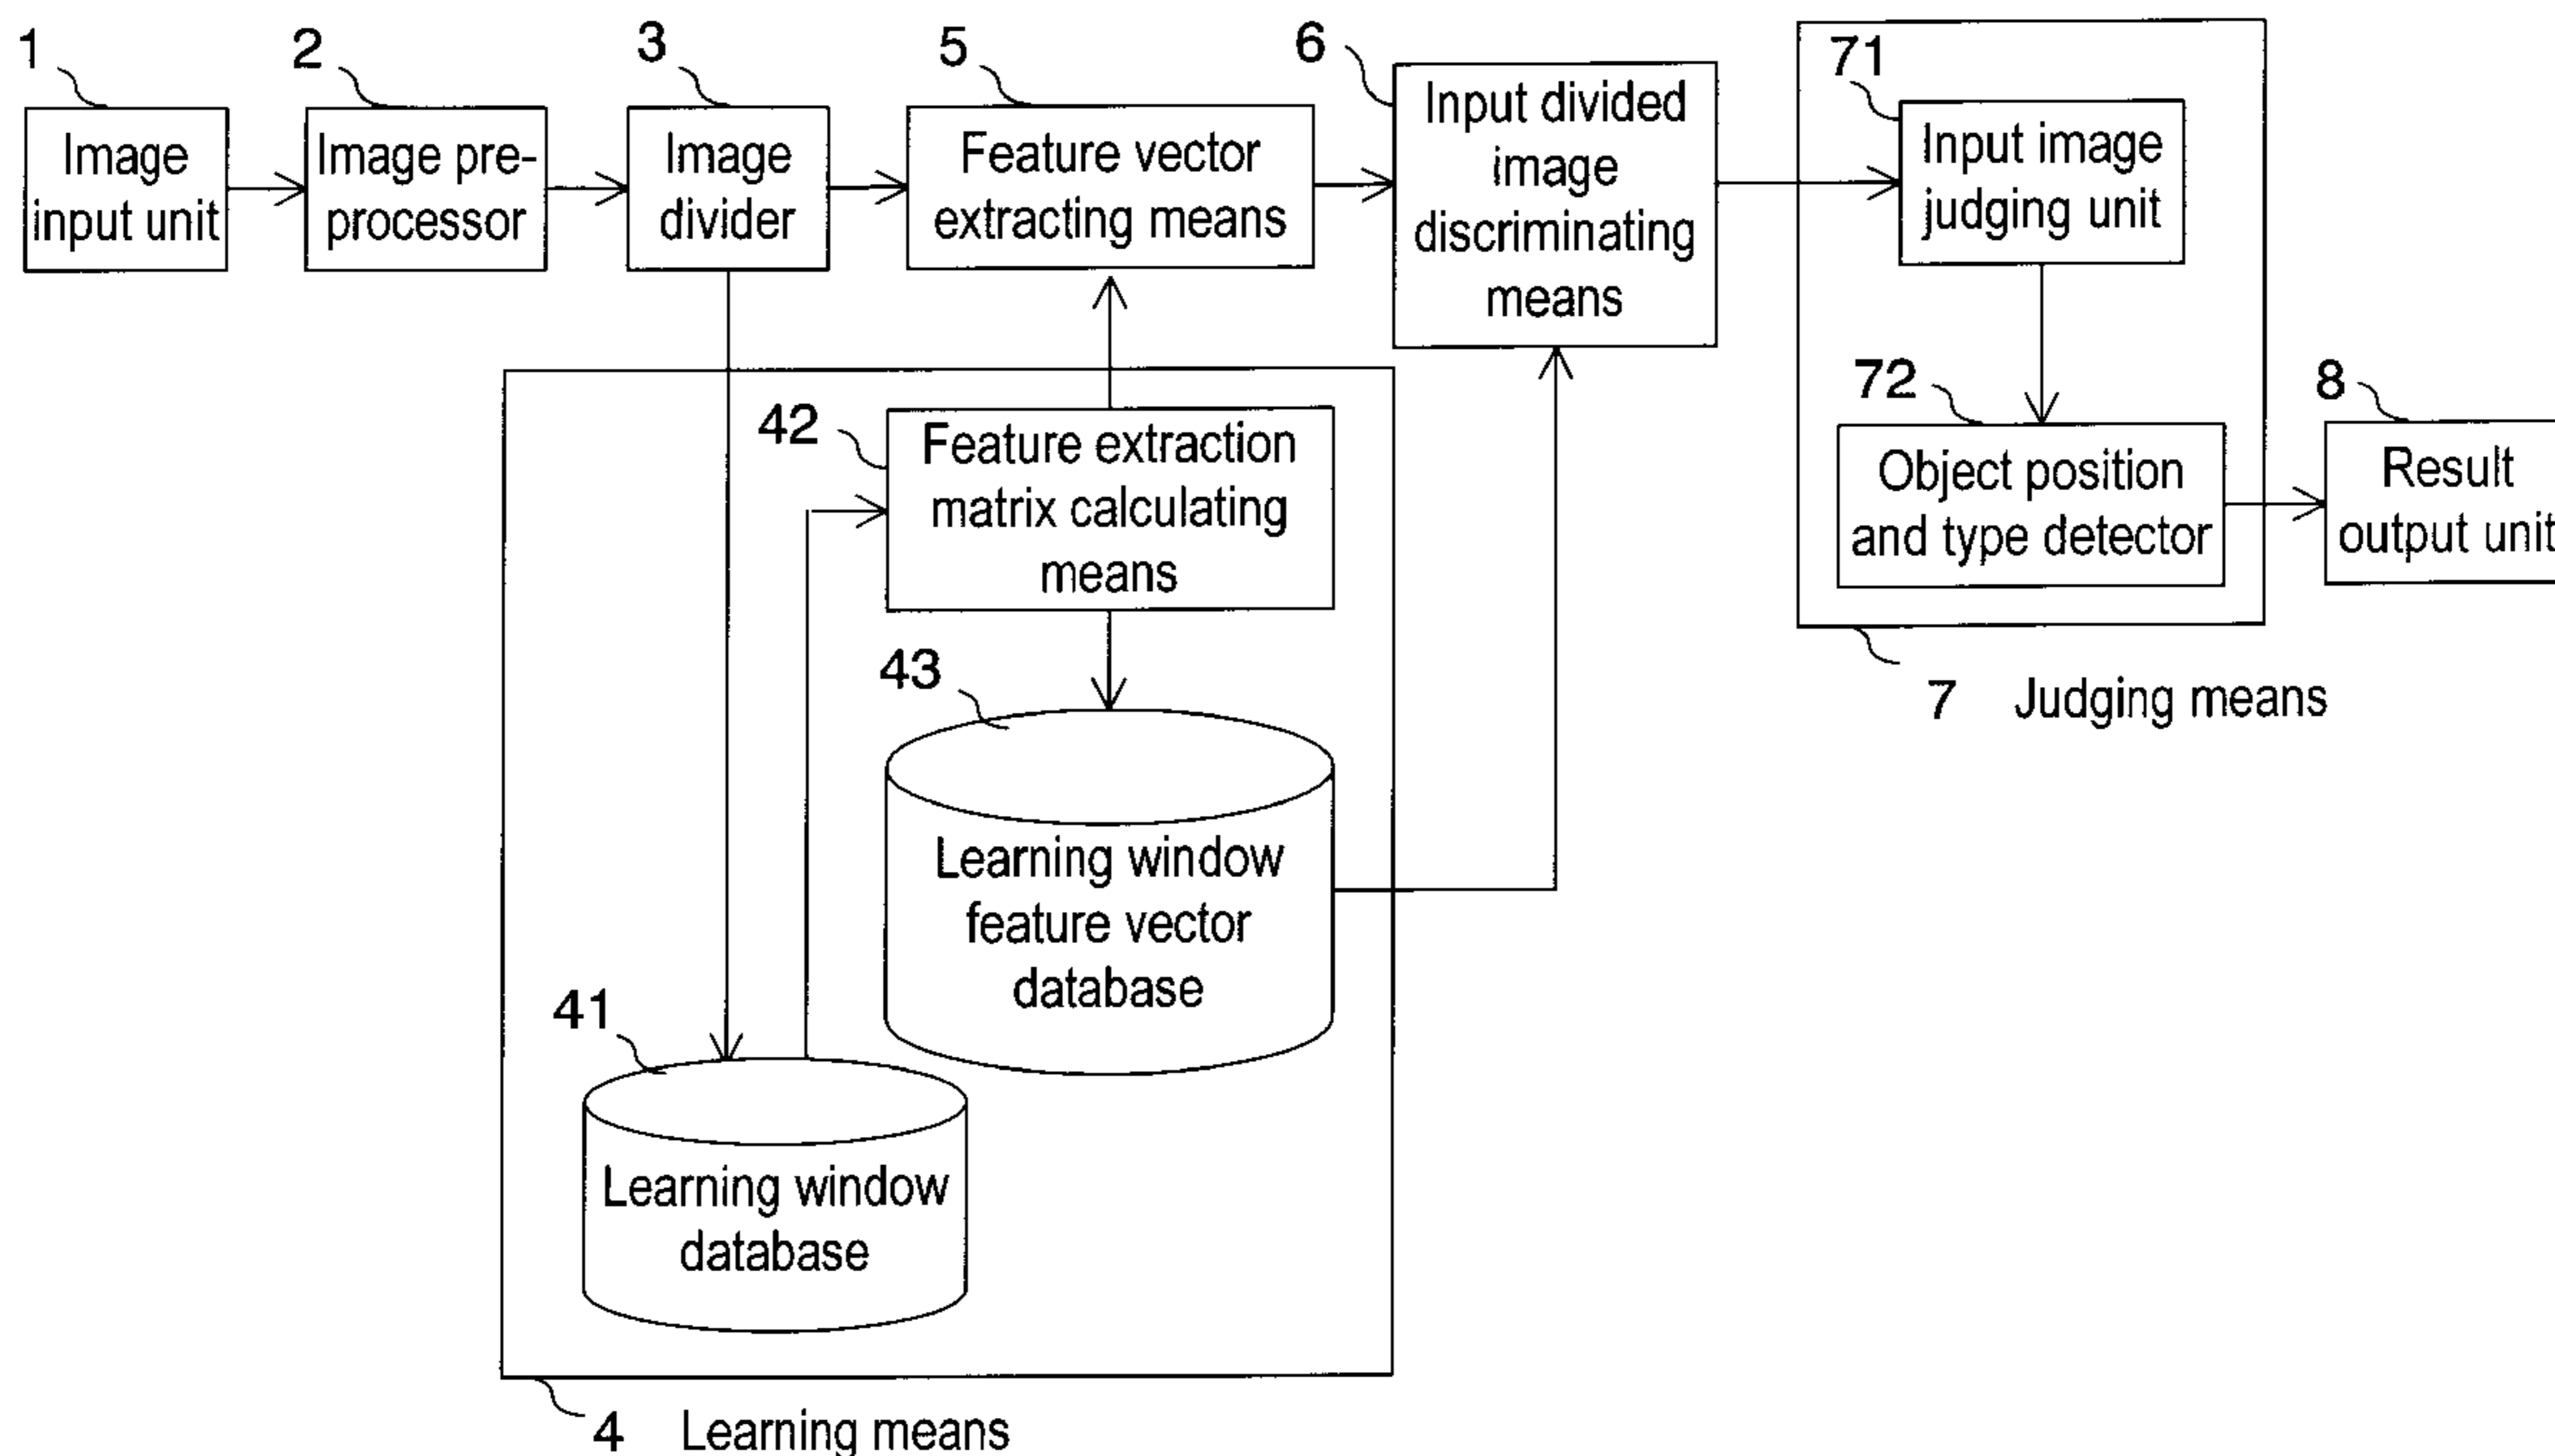 1
Image
input unit
2
Image pre-
processor
3
Image
divider
5
Feature vector
extracting means
6
Input divided
image
discriminating
means
71
Input image
judging unit
72
Object position
and type detector
8
Result
output unit
7 Judging means
42
Feature extraction
matrix calculating
means
43
Learning window
feature vector
database
41
Learning window
database
4 Learning means